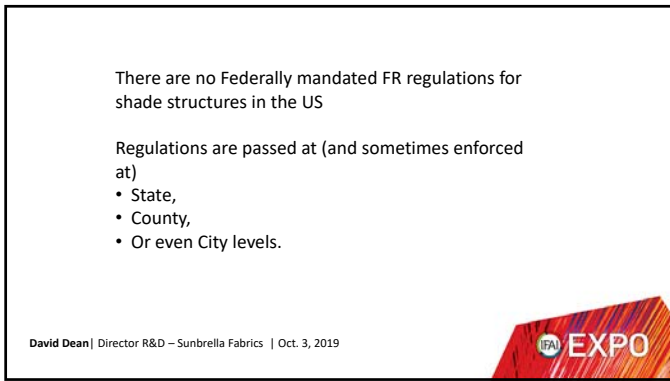 There are no Federally mandated FR regulations for
shade structures in the US
Regulations are passed at (and sometimes enforced
at)
• State,
• County,
• Or even City levels.
David Dean| Director R&D – Sunbrella Fabrics | Oct. 3, 2019
IFAI EXPO